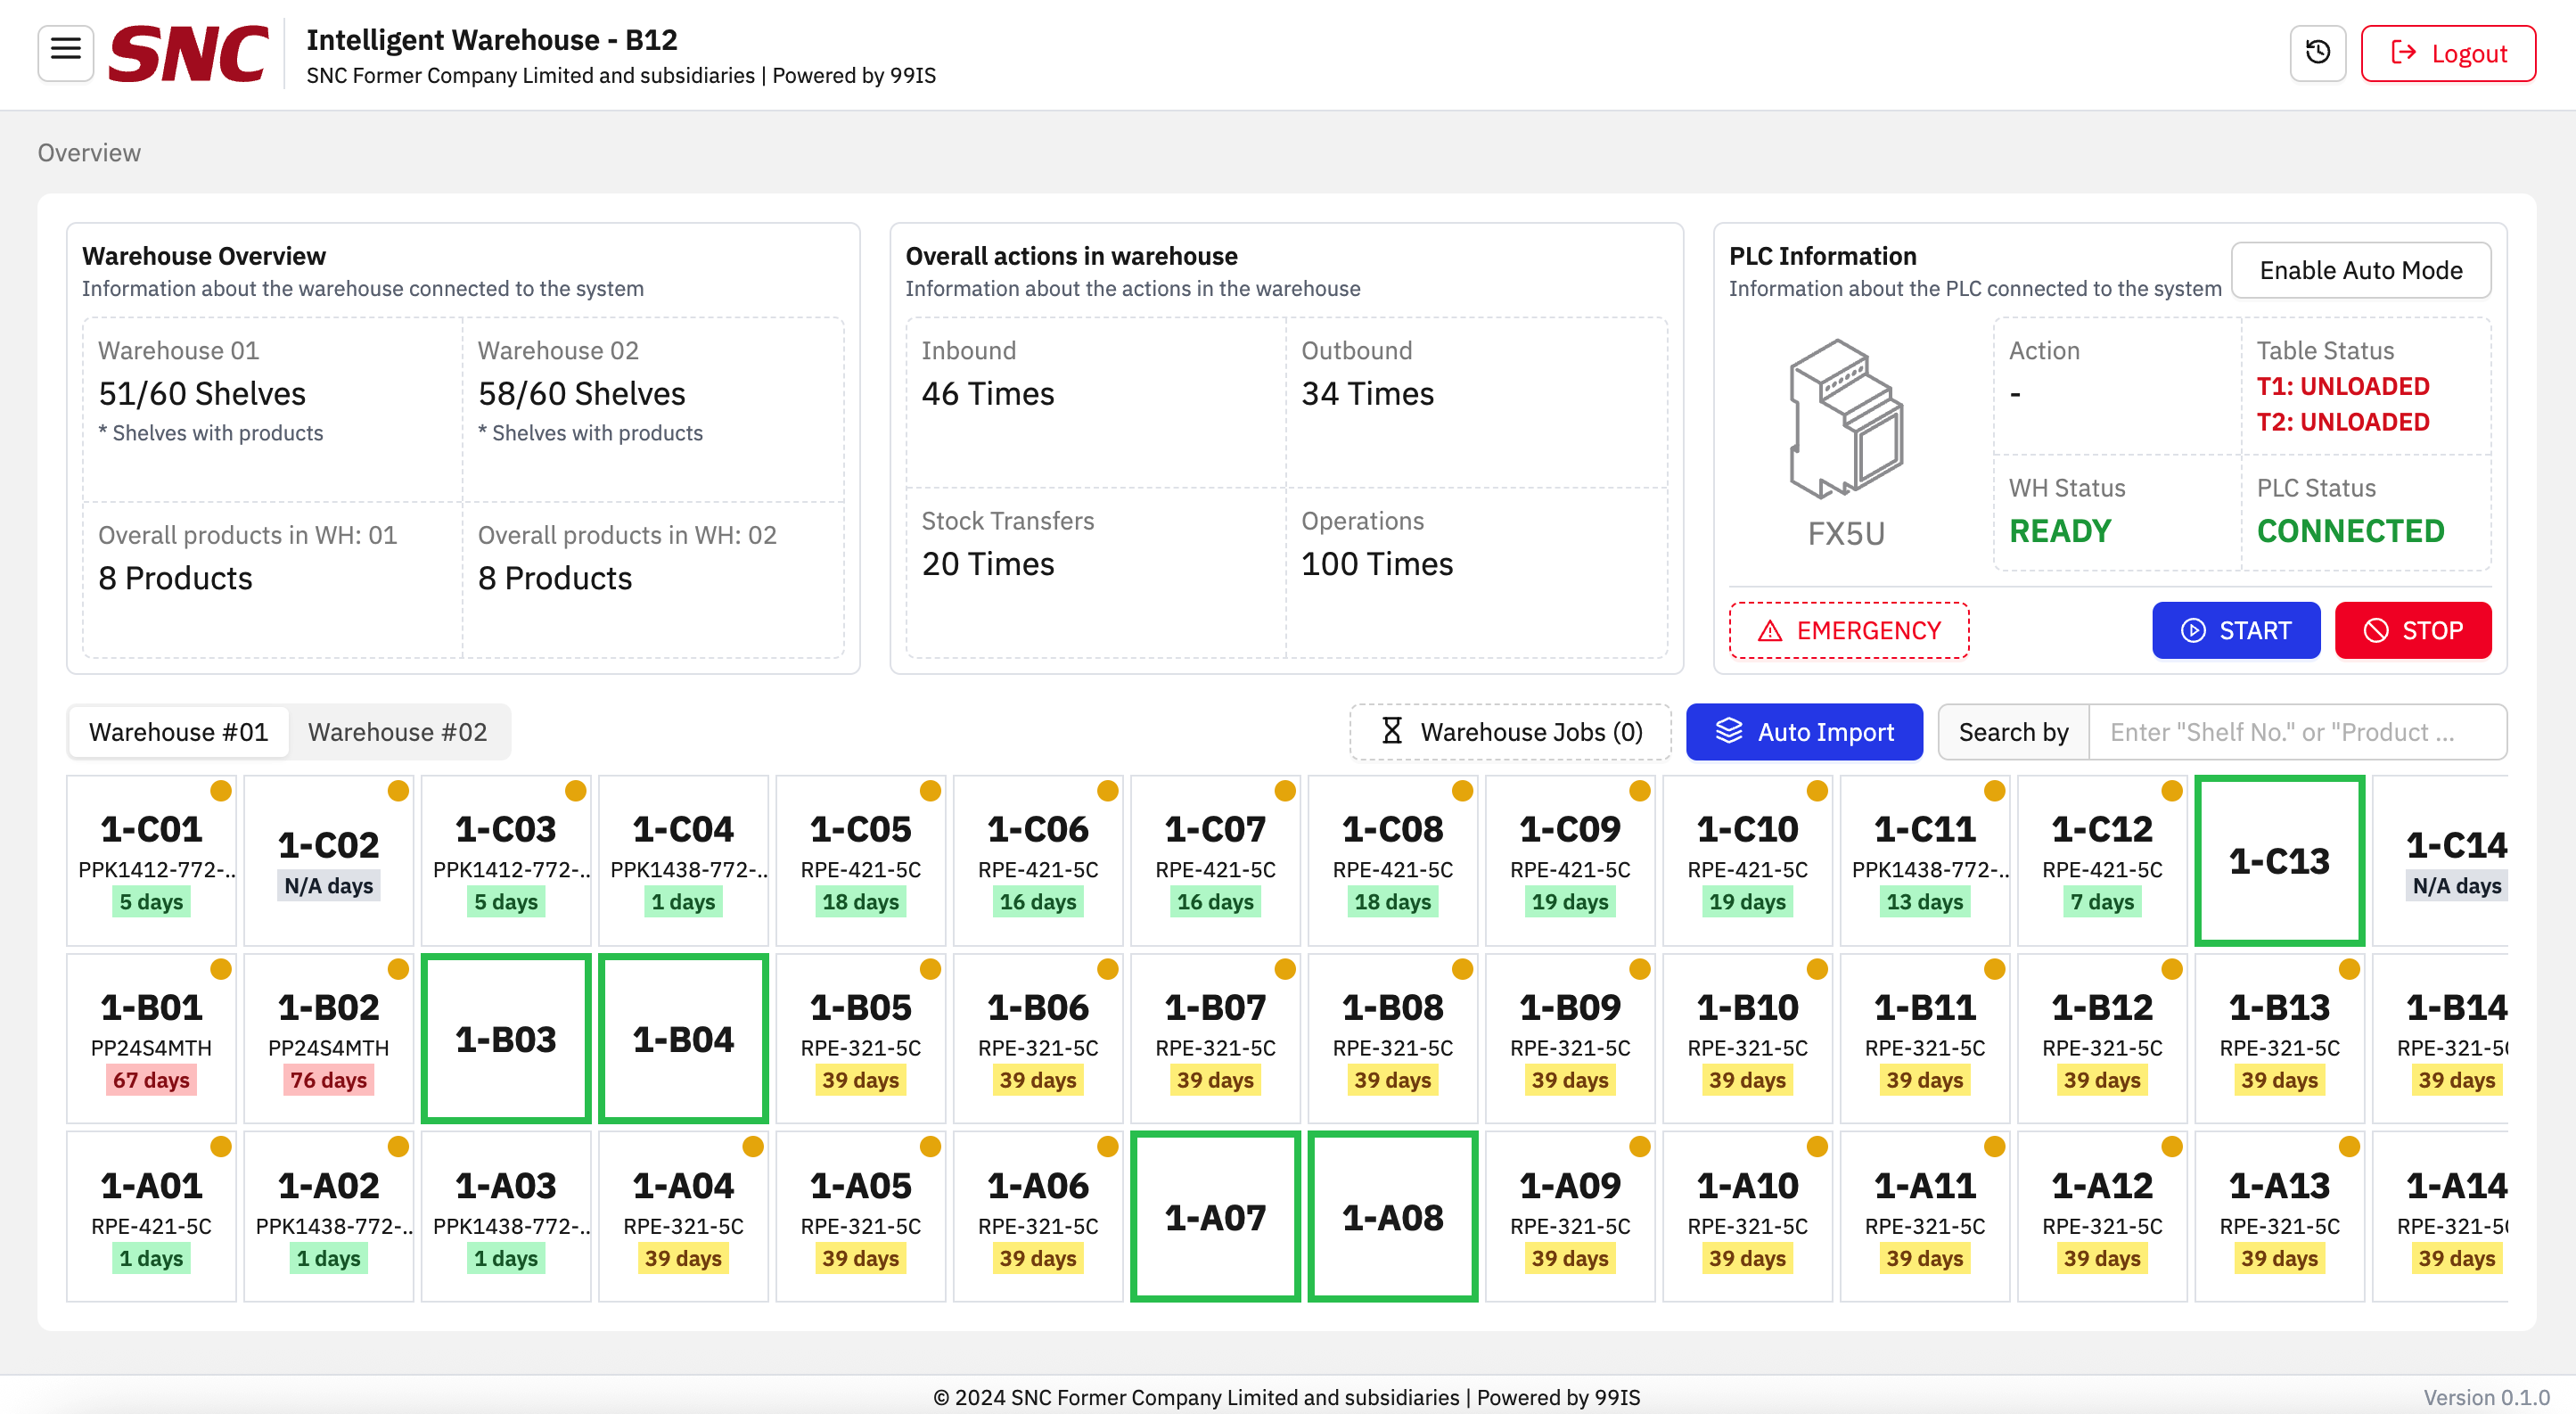 SNC
Intelligent Warehouse - B12
SNC Former Company Limited and subsidiaries | Powered by 99IS
Logout
Overview
Warehouse Overview
Information about the warehouse connected to the system
Warehouse 01
51/60 Shelves
* Shelves with products
Warehouse 02
58/60 Shelves
* Shelves with products
Overall products in WH: 01
8 Products
Overall products in WH: 02
8 Products
Overall actions in warehouse
Information about the actions in the warehouse
Inbound
46 Times
Outbound
34 Times
Stock Transfers
20 Times
Operations
100 Times
PLC Information
Information about the PLC connected to the system
Enable Auto Mode
FX5U
Action
-
Table Status
T1: UNLOADED
T2: UNLOADED
WH Status
READY
PLC Status
CONNECTED
EMERGENCY
START
STOP
Warehouse #01
Warehouse #02
Warehouse Jobs (0)
Auto Import
Search by
Enter "Shelf No." or "Product ...
1-C01
PPK1412-772-..
5 days
1-C02
N/A days
1-C03
PPK1412-772-..
5 days
1-C04
PPK1438-772-..
1 days
1-C05
RPE-421-5C
18 days
1-C06
RPE-421-5C
16 days
1-C07
RPE-421-5C
16 days
1-C08
RPE-421-5C
18 days
1-C09
RPE-421-5C
19 days
1-C10
RPE-421-5C
19 days
1-C11
PPK1438-772-..
13 days
1-C12
RPE-421-5C
7 days
1-C13
1-C14
N/A days
1-B01
PP24S4MTH
67 days
1-B02
PP24S4MTH
76 days
1-B03
1-B04
1-B05
RPE-321-5C
39 days
1-B06
RPE-321-5C
39 days
1-B07
RPE-321-5C
39 days
1-B08
RPE-321-5C
39 days
1-B09
RPE-321-5C
39 days
1-B10
RPE-321-5C
39 days
1-B11
RPE-321-5C
39 days
1-B12
RPE-321-5C
39 days
1-B13
RPE-321-5C
39 days
1-B14
RPE-321-5
39 days
1-A01
RPE-421-5C
1 days
1-A02
PPK1438-772-..
1 days
1-A03
PPK1438-772-..
1 days
1-A04
RPE-321-5C
39 days
1-A05
RPE-321-5C
39 days
1-A06
RPE-321-5C
39 days
1-A07
1-A08
1-A09
RPE-321-5C
39 days
1-A10
RPE-321-5C
39 days
1-A11
RPE-321-5C
39 days
1-A12
RPE-321-5C
39 days
1-A13
RPE-321-5C
39 days
1-A14
RPE-321-5
39 days
© 2024 SNC Former Company Limited and subsidiaries | Powered by 99IS
Version 0.1.0